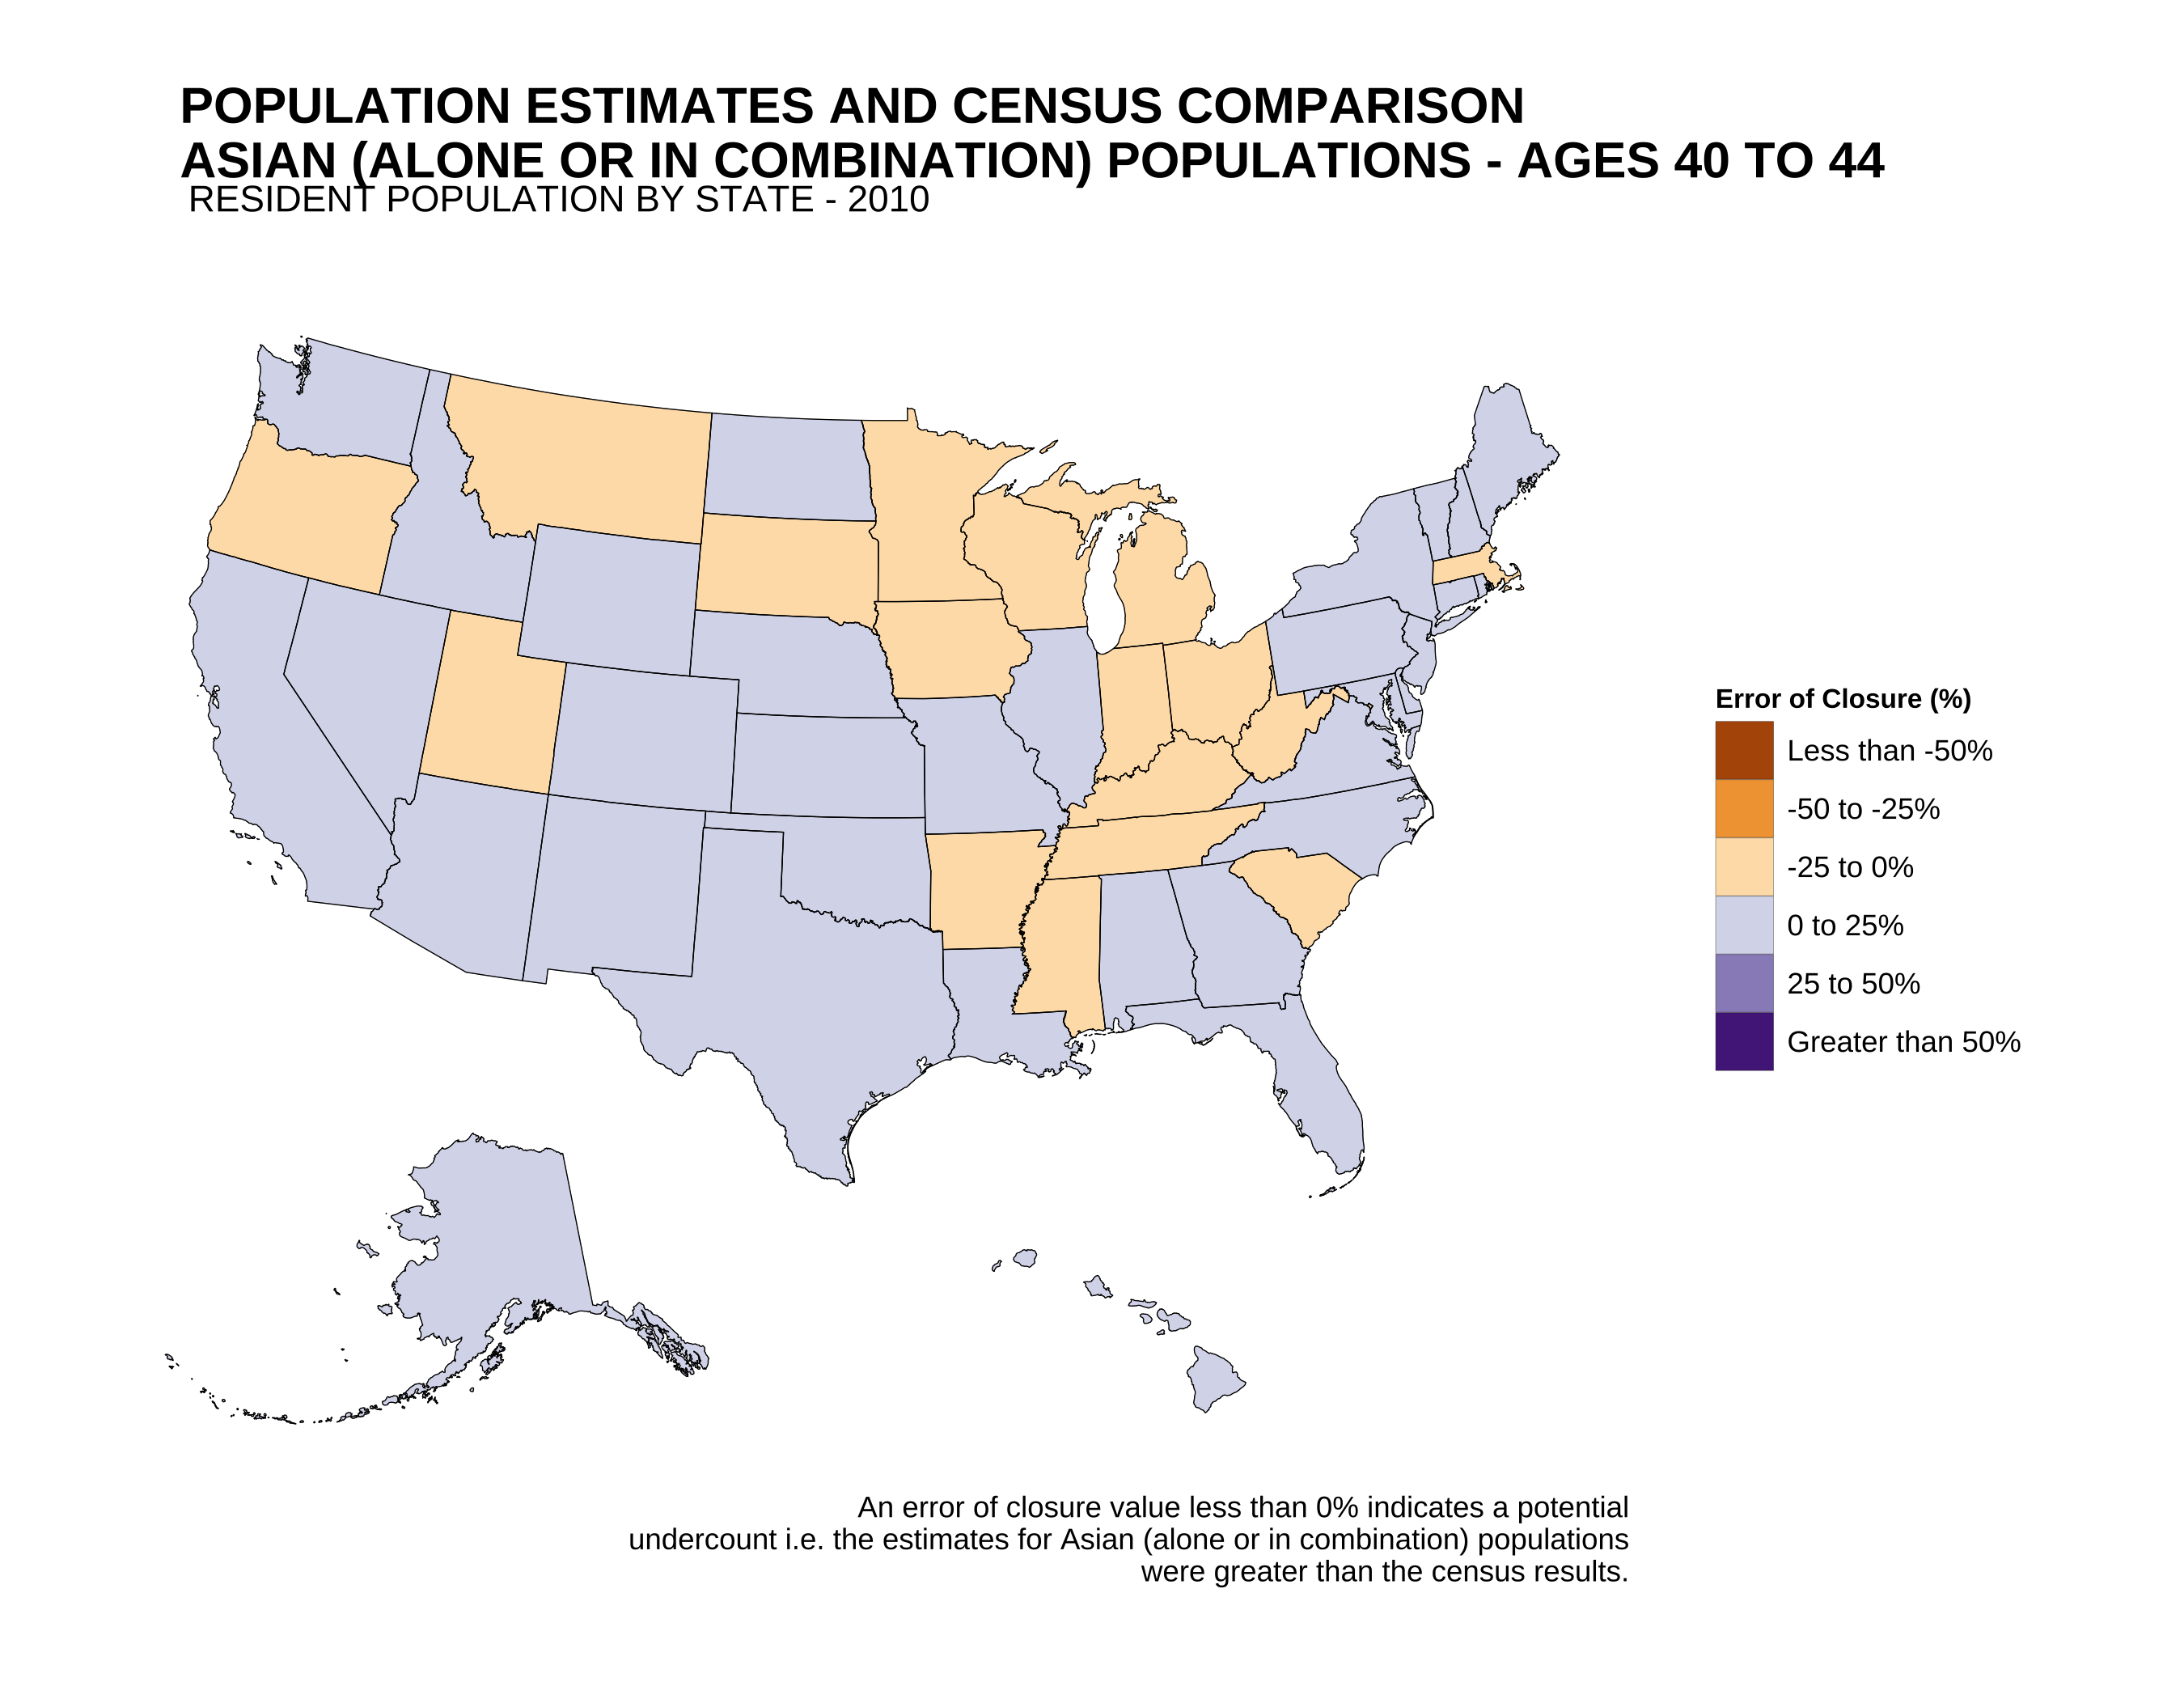 POPULATION ESTIMATES AND CENSUS COMPARISON
ASIAN (ALONE OR IN COMBINATION) POPULATIONS - AGES 40 TO 44
RESIDENT POPULATION BY STATE - 2010
Error of Closure (%)
Less than -50%
-50 to -25%
-25 to 0%
0 to 25%
25 to 50%
Greater than 50%
An error of closure value less than 0% indicates a potential
undercount i.e. the estimates for Asian (alone or in combination) populations
were greater than the census results.